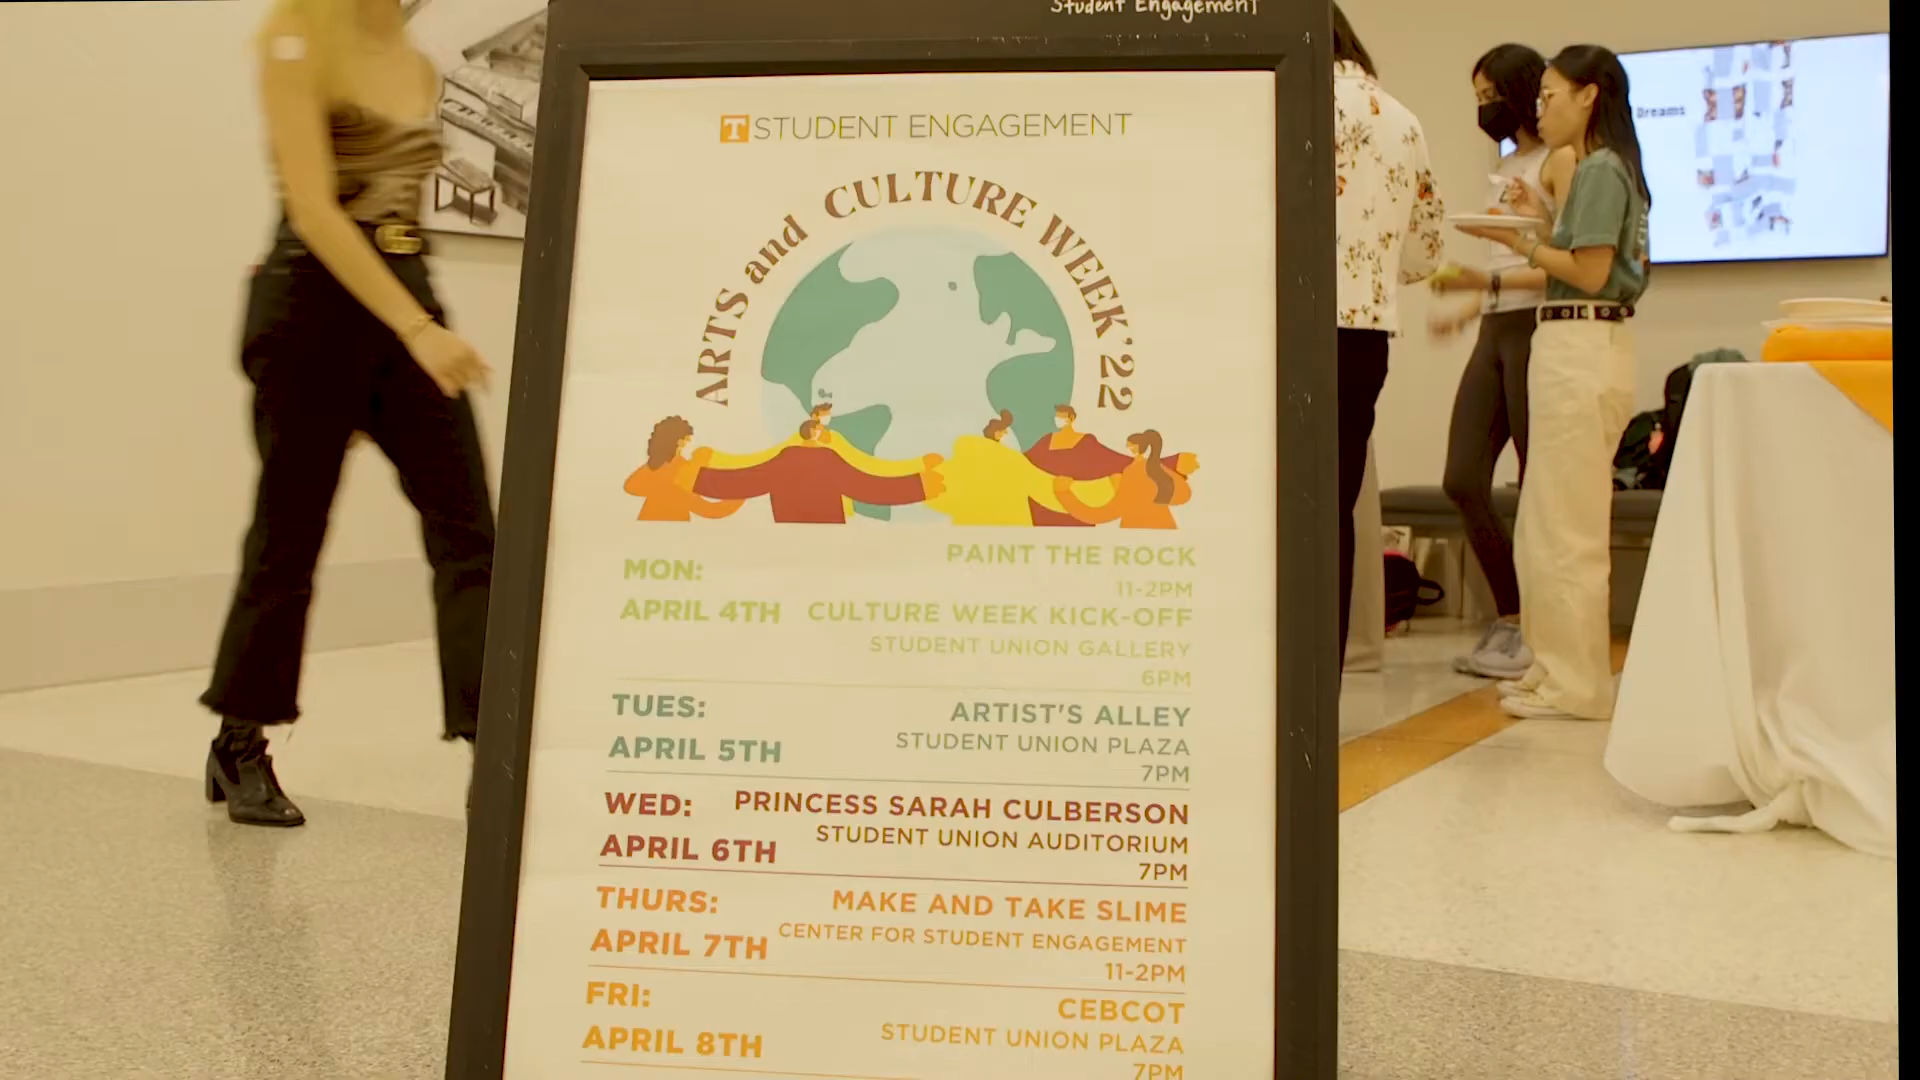 Student Engagement
T STUDENT ENGAGEMENT
ARTS and CULTURE WEEK '22
MON:
APRIL 4TH
PAINT THE ROCK
11-2PM
CULTURE WEEK KICK-OFF
STUDENT UNION GALLERY
6PM
TUES:
APRIL 5TH
ARTIST'S ALLEY
STUDENT UNION PLAZA
7PM
WED:
APRIL 6TH
PRINCESS SARAH CULBERSON
STUDENT UNION AUDITORIUM
7PM
THURS:
APRIL 7TH
MAKE AND TAKE SLIME
CENTER FOR STUDENT ENGAGEMENT
11-2PM
FRI:
APRIL 8TH
CEBCOT
STUDENT UNION PLAZA
7PM
Dreams